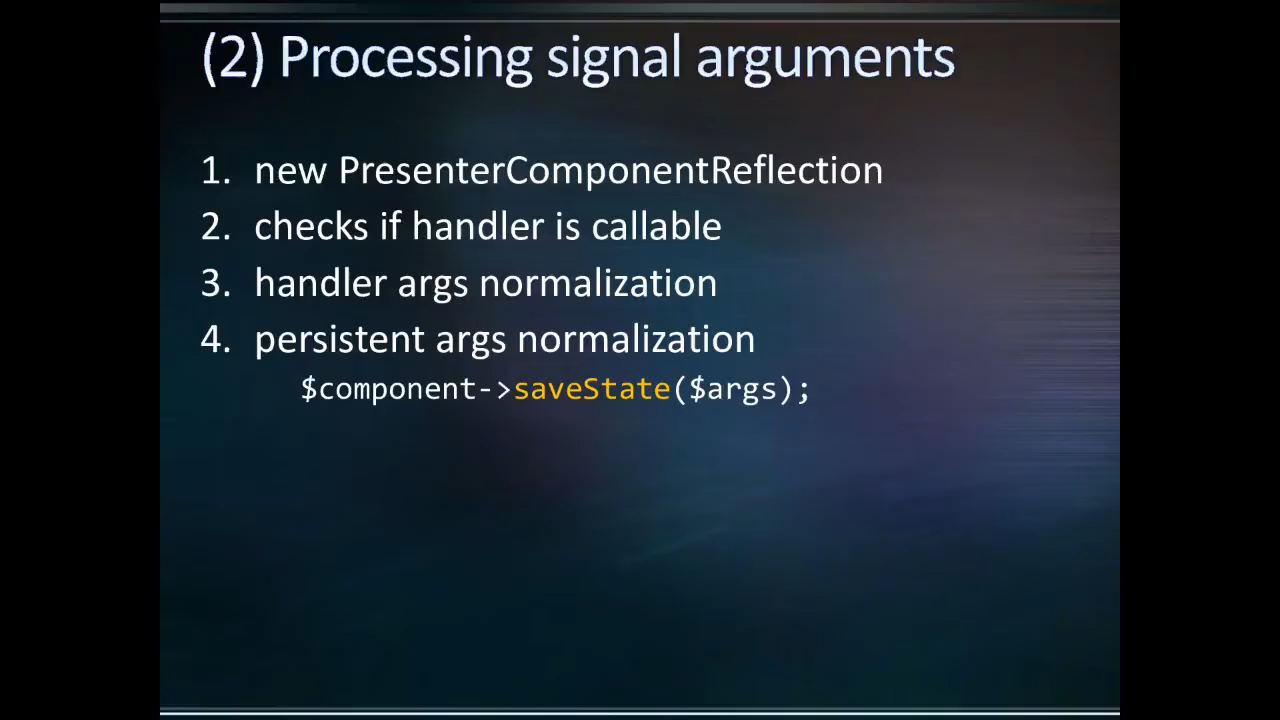 (2) Processing signal arguments
1. new PresenterComponentReflection
2. checks if handler is callable
3. handler args normalization
4. persistent args normalization
$component->saveState($args);